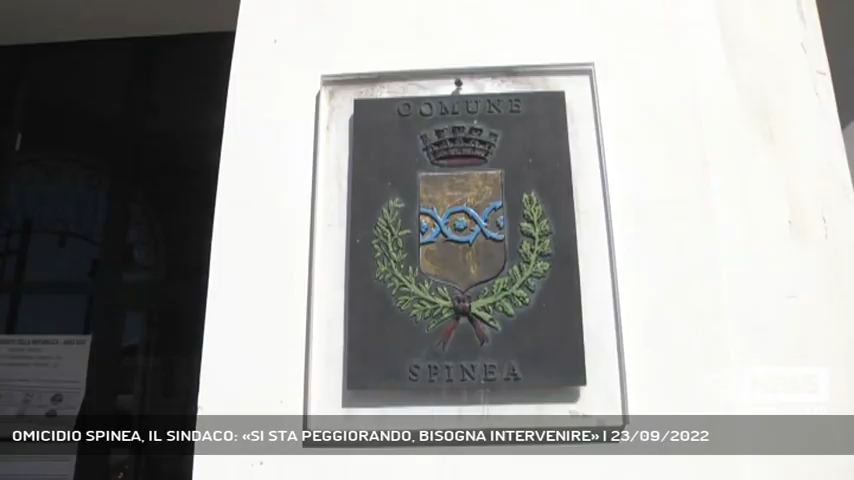 COMUNE
SPINEA
OMICIDIO SPINEA, IL SINDACO: «SI STA PEGGIORANDO, BISOGNA INTERVENIRE» | 23/09/2022